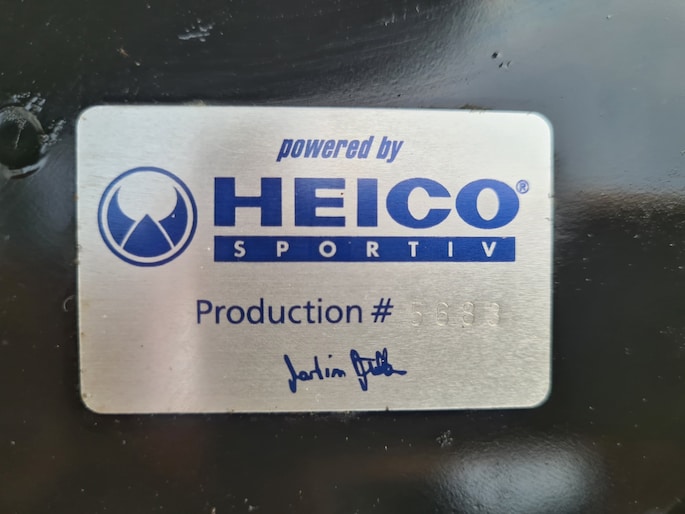 powered by
HEICO®
SPORTIV
Production #